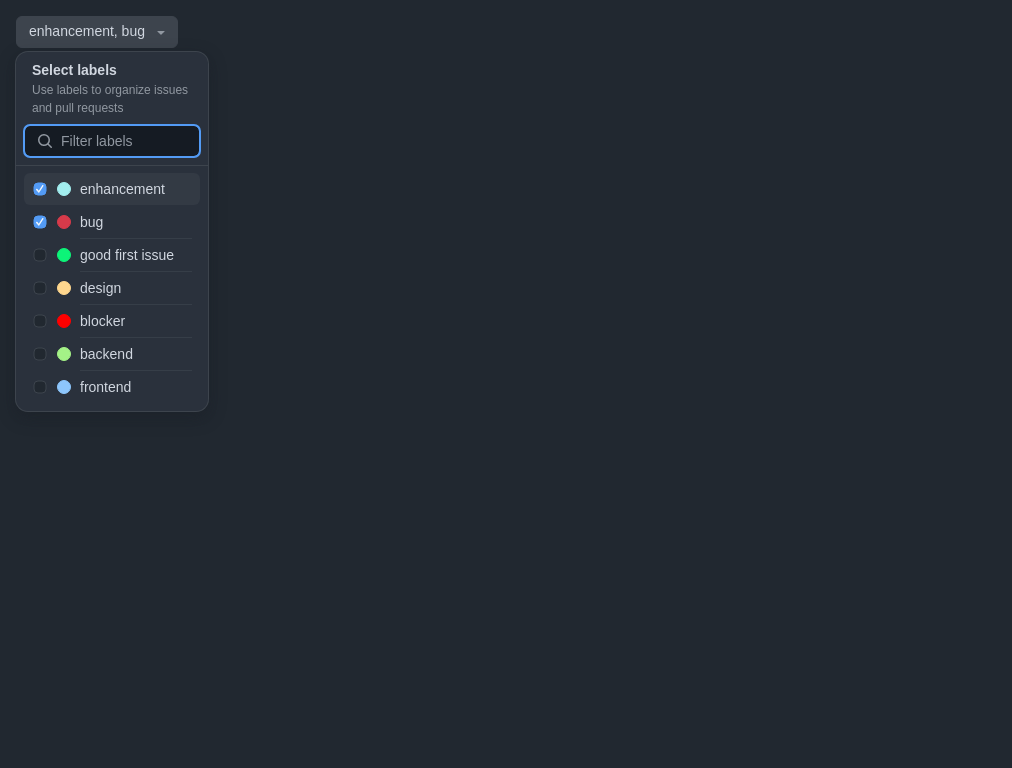 enhancement, bug
Select labels
Use labels to organize issues
and pull requests
Filter labels
enhancement
bug
good first issue
design
blocker
backend
frontend